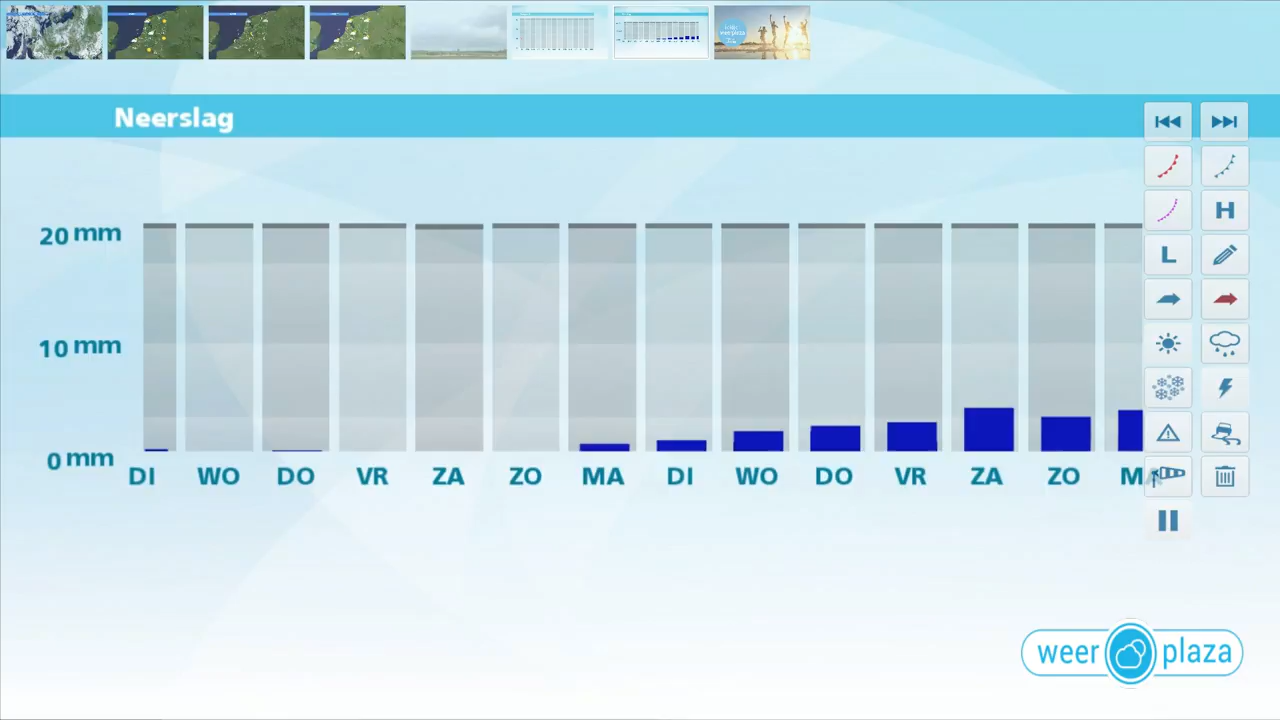 Neerslag
20 mm
10 mm
0 mm
DI WO DO VR ZA ZO MA DI WO DO VR ZA ZO
H
L
weer plaza